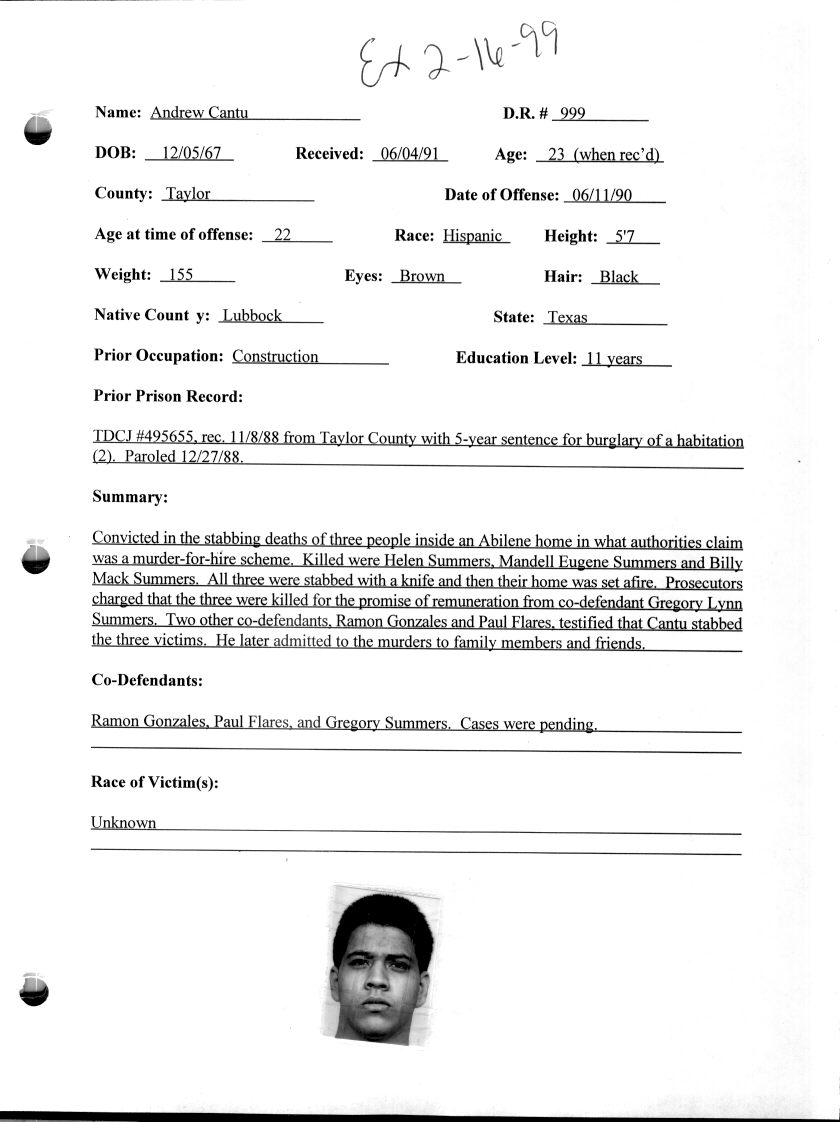 Ex 2-16-99
Name: Andrew Cantu D.R. # 999
DOB: 12/05/67 Received: 06/04/91 Age: 23 (when rec'd)
County: Taylor Date of Offense: 06/11/90
Age at time of offense: 22 Race: Hispanic Height: 5'7
Weight: 155 Eyes: Brown Hair: Black
Native Count y: Lubbock State: Texas
Prior Occupation: Construction Education Level: 11 years
Prior Prison Record:
TDCJ #495655, rec. 11/8/88 from Taylor County with 5-year sentence for burglary of a habitation
(2). Paroled 12/27/88.
Summary:
Convicted in the stabbing deaths of three people inside an Abilene home in what authorities claim
was a murder-for-hire scheme. Killed were Helen Summers, Mandell Eugene Summers and Billy
Mack Summers. All three were stabbed with a knife and then their home was set afire. Prosecutors
charged that the three were killed for the promise of remuneration from co-defendant Gregory Lynn
Summers. Two other co-defendants, Ramon Gonzales and Paul Flares, testified that Cantu stabbed
the three victims. He later admitted to the murders to family members and friends.
Co-Defendants:
Ramon Gonzales, Paul Flares, and Gregory Summers. Cases were pending.
Race of Victim(s):
Unknown